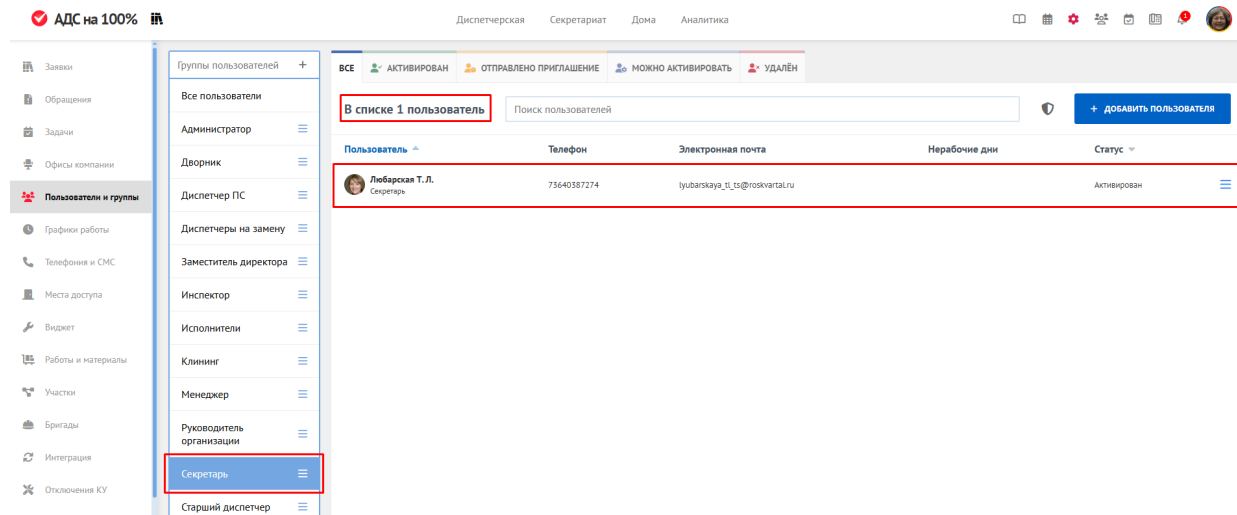 АДС на 100%
Диспетчерская Секретариат Дома Аналитика
1
Заявки
Обращения
Задачи
Офисы компании
Пользователи и группы
Графики работы
Телефония и СМС
Места доступа
Виджет
Работы и материалы
Участки
Бригады
Интеграция
Отключения КУ
Группы пользователей +
Все пользователи
Администратор
Дворник
Диспетчер ПС
Диспетчеры на замену
Заместитель директора
Инспектор
Исполнители
Клининг
Менеджер
Руководитель
организации
Секретарь
Старший диспетчер
ВСЕ АКТИВИРОВАН ОТПРАВЛЕНО ПРИГЛАШЕНИЕ МОЖНО АКТИВИРОВАТЬ УДАЛЁН
В списке 1 пользователь Поиск пользователей + ДОБАВИТЬ ПОЛЬЗОВАТЕЛЯ
Пользователь Телефон Электронная почта Нерабочие дни Статус
Любарская Т. Л. 73640387274 lyubarskaya_tl_ts@roskvartal.ru Активирован
Секретарь